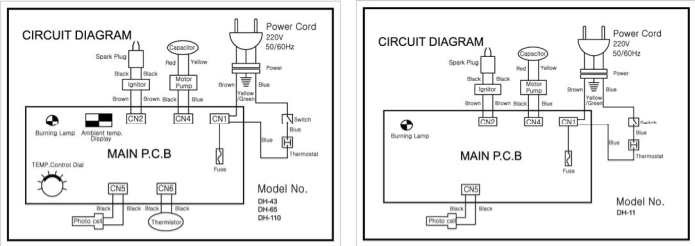 CIRCUIT DIAGRAM
Power Cord
220V
50/60Hz
Spark Plug
Capacitor
Red Yellow
Power
Black Black
Ignitor
Motor
Pump
Brown Blue
Yellow
/Green
Brown Brown Black Blue
CN2 CN4 CN1
Switch
Blue
Burning Lamp
Ambient temp.
Display
Blue
MAIN P.C.B
Thermostat
Fuse
TEMP.Control Dial
CN5 CN6
Black Black Black Black
Photo cell
Thermistor
Model No.
DH-43
DH-65
DH-110
CIRCUIT DIAGRAM
Power Cord
220V
50/60Hz
Spark Plug
Capacitor
Red Yellow
Power
Black Black
Ignitor
Motor
Pump
Brown Blue
Yellow
/Green
Brown Brown Black Blue
CN2 CN4 CN1
Switch
Blue
Burning Lamp
Blue
MAIN P.C.B
Thermostat
Fuse
CN5
Black Black
Photo cell
Model No.
DH-11